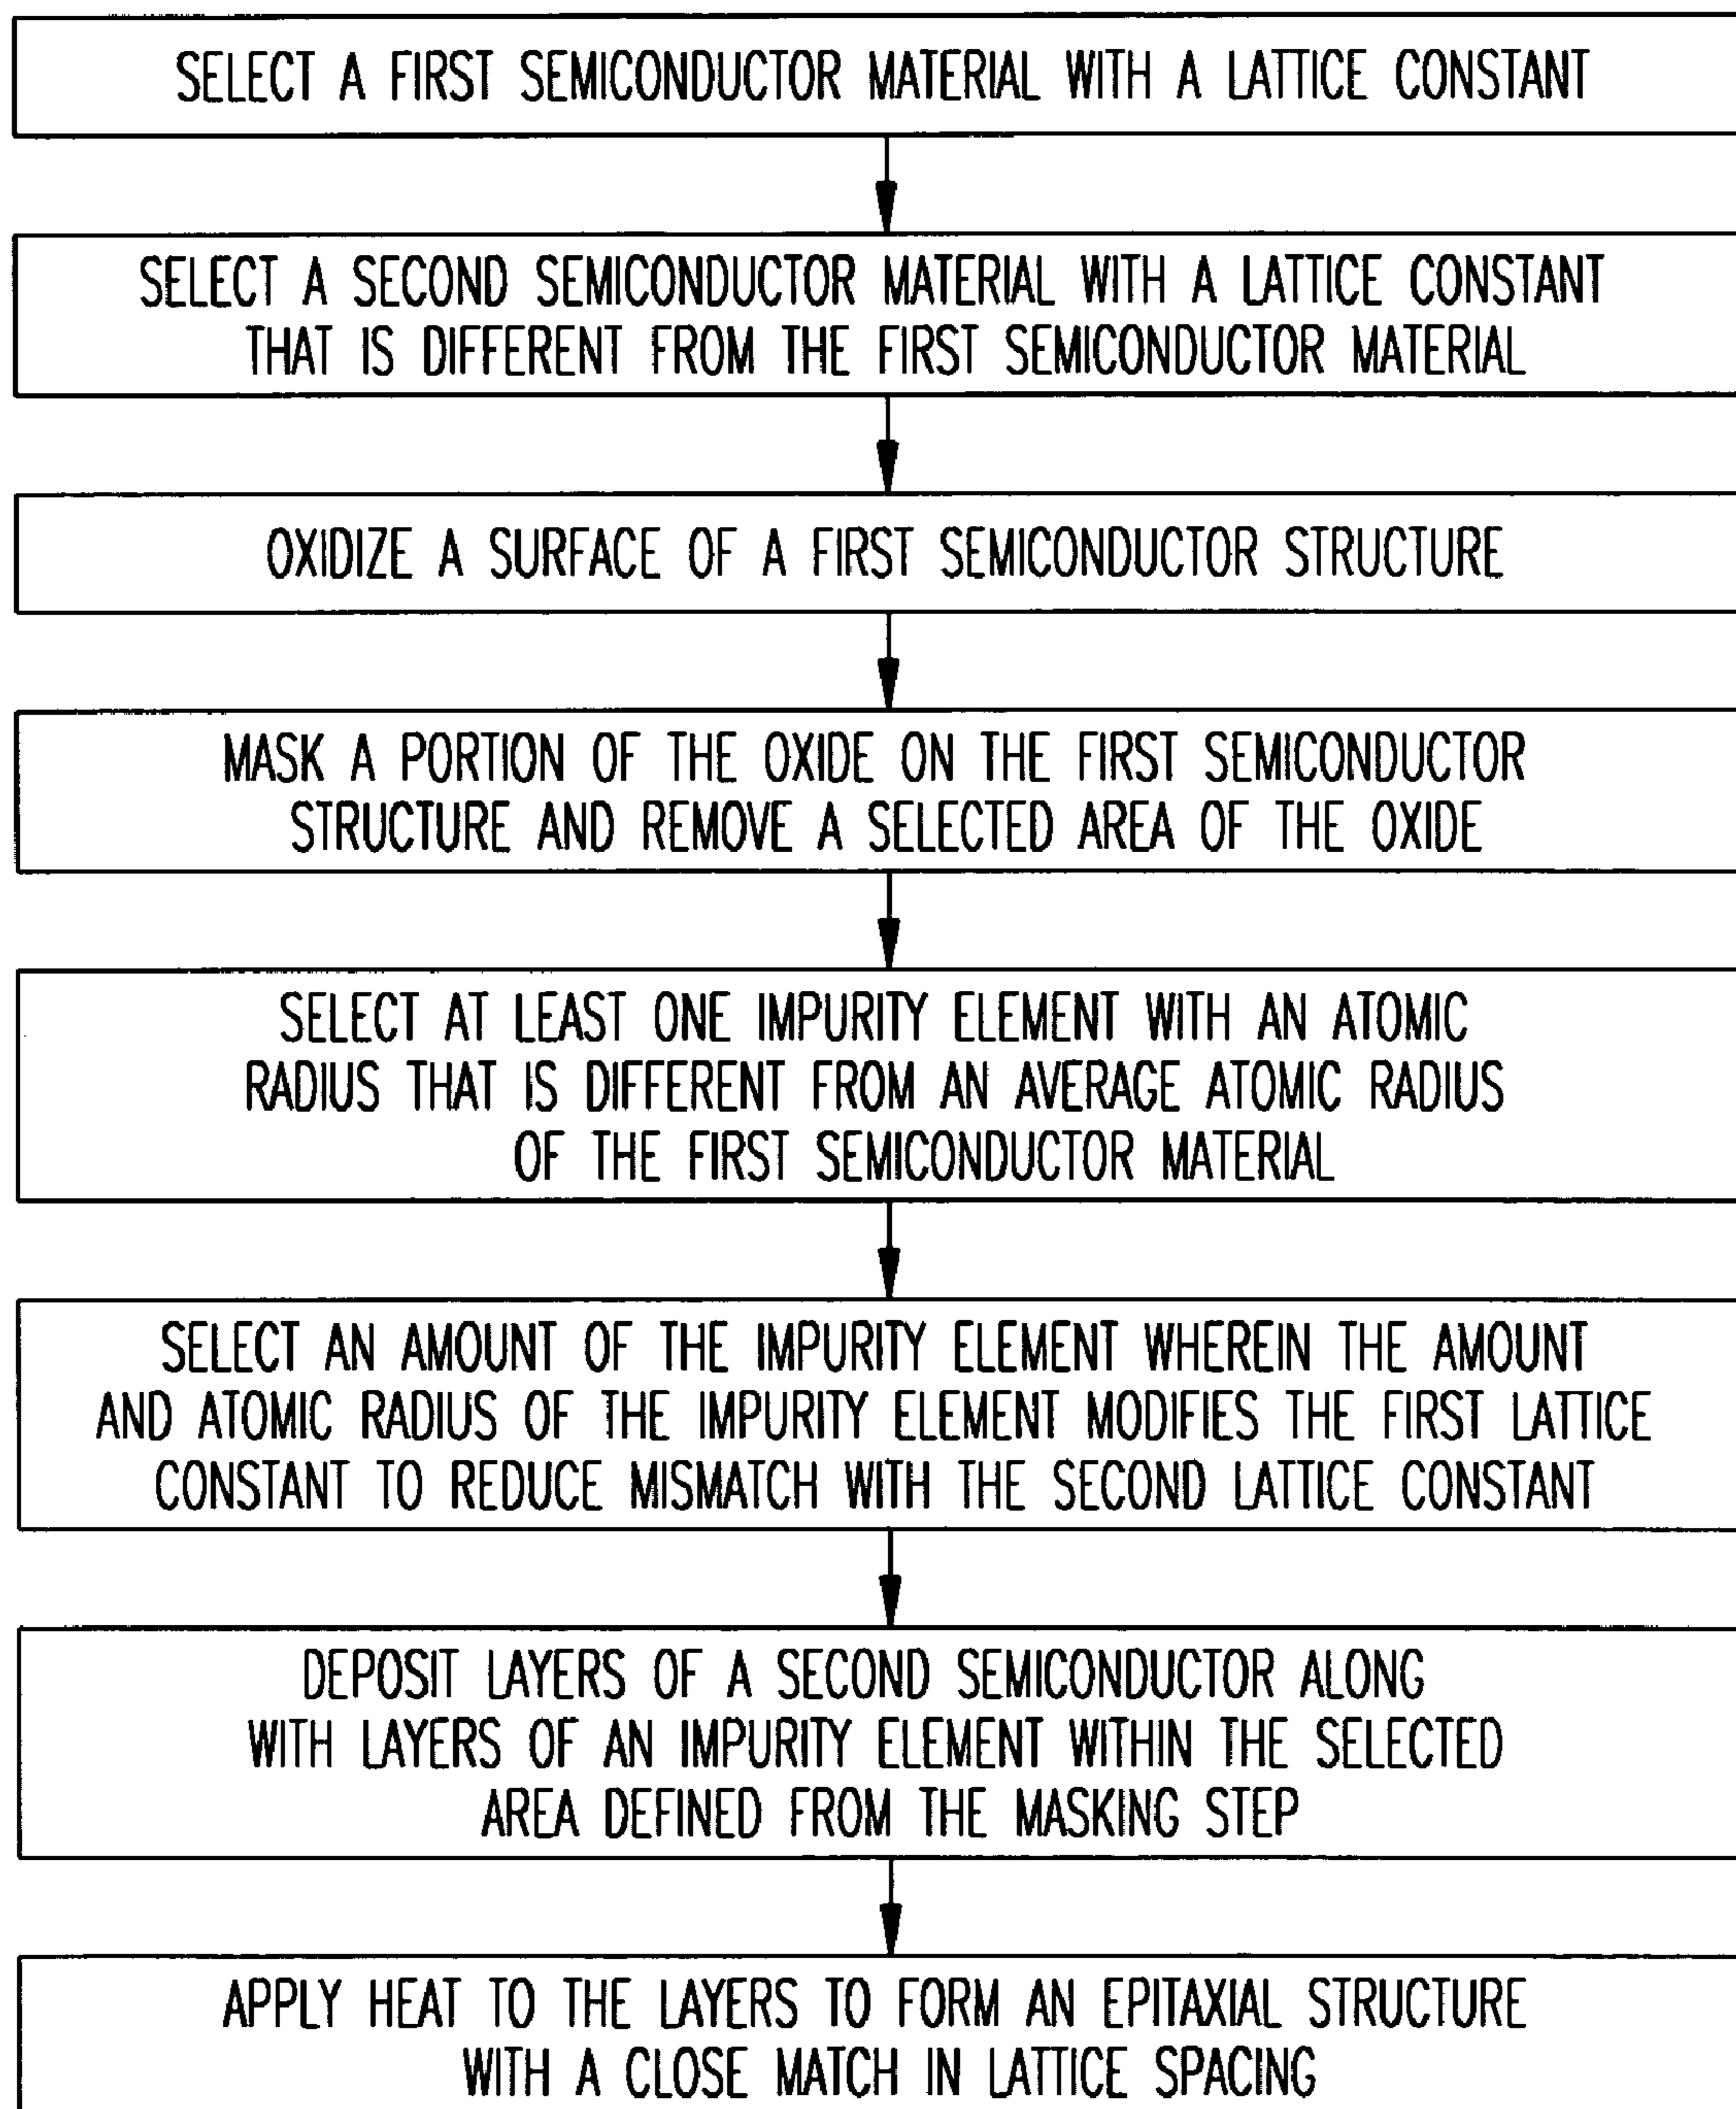 SELECT A FIRST SEMICONDUCTOR MATERIAL WITH A LATTICE CONSTANT
SELECT A SECOND SEMICONDUCTOR MATERIAL WITH A LATTICE CONSTANT
THAT IS DIFFERENT FROM THE FIRST SEMICONDUCTOR MATERIAL
OXIDIZE A SURFACE OF A FIRST SEMICONDUCTOR STRUCTURE
MASK A PORTION OF THE OXIDE ON THE FIRST SEMICONDUCTOR
STRUCTURE AND REMOVE A SELECTED AREA OF THE OXIDE
SELECT AT LEAST ONE IMPURITY ELEMENT WITH AN ATOMIC
RADIUS THAT IS DIFFERENT FROM AN AVERAGE ATOMIC RADIUS
OF THE FIRST SEMICONDUCTOR MATERIAL
SELECT AN AMOUNT OF THE IMPURITY ELEMENT WHEREIN THE AMOUNT
AND ATOMIC RADIUS OF THE IMPURITY ELEMENT MODIFIES THE FIRST LATTICE
CONSTANT TO REDUCE MISMATCH WITH THE SECOND LATTICE CONSTANT
DEPOSIT LAYERS OF A SECOND SEMICONDUCTOR ALONG
WITH LAYERS OF AN IMPURITY ELEMENT WITHIN THE SELECTED
AREA DEFINED FROM THE MASKING STEP
APPLY HEAT TO THE LAYERS TO FORM AN EPITAXIAL STRUCTURE
WITH A CLOSE MATCH IN LATTICE SPACING